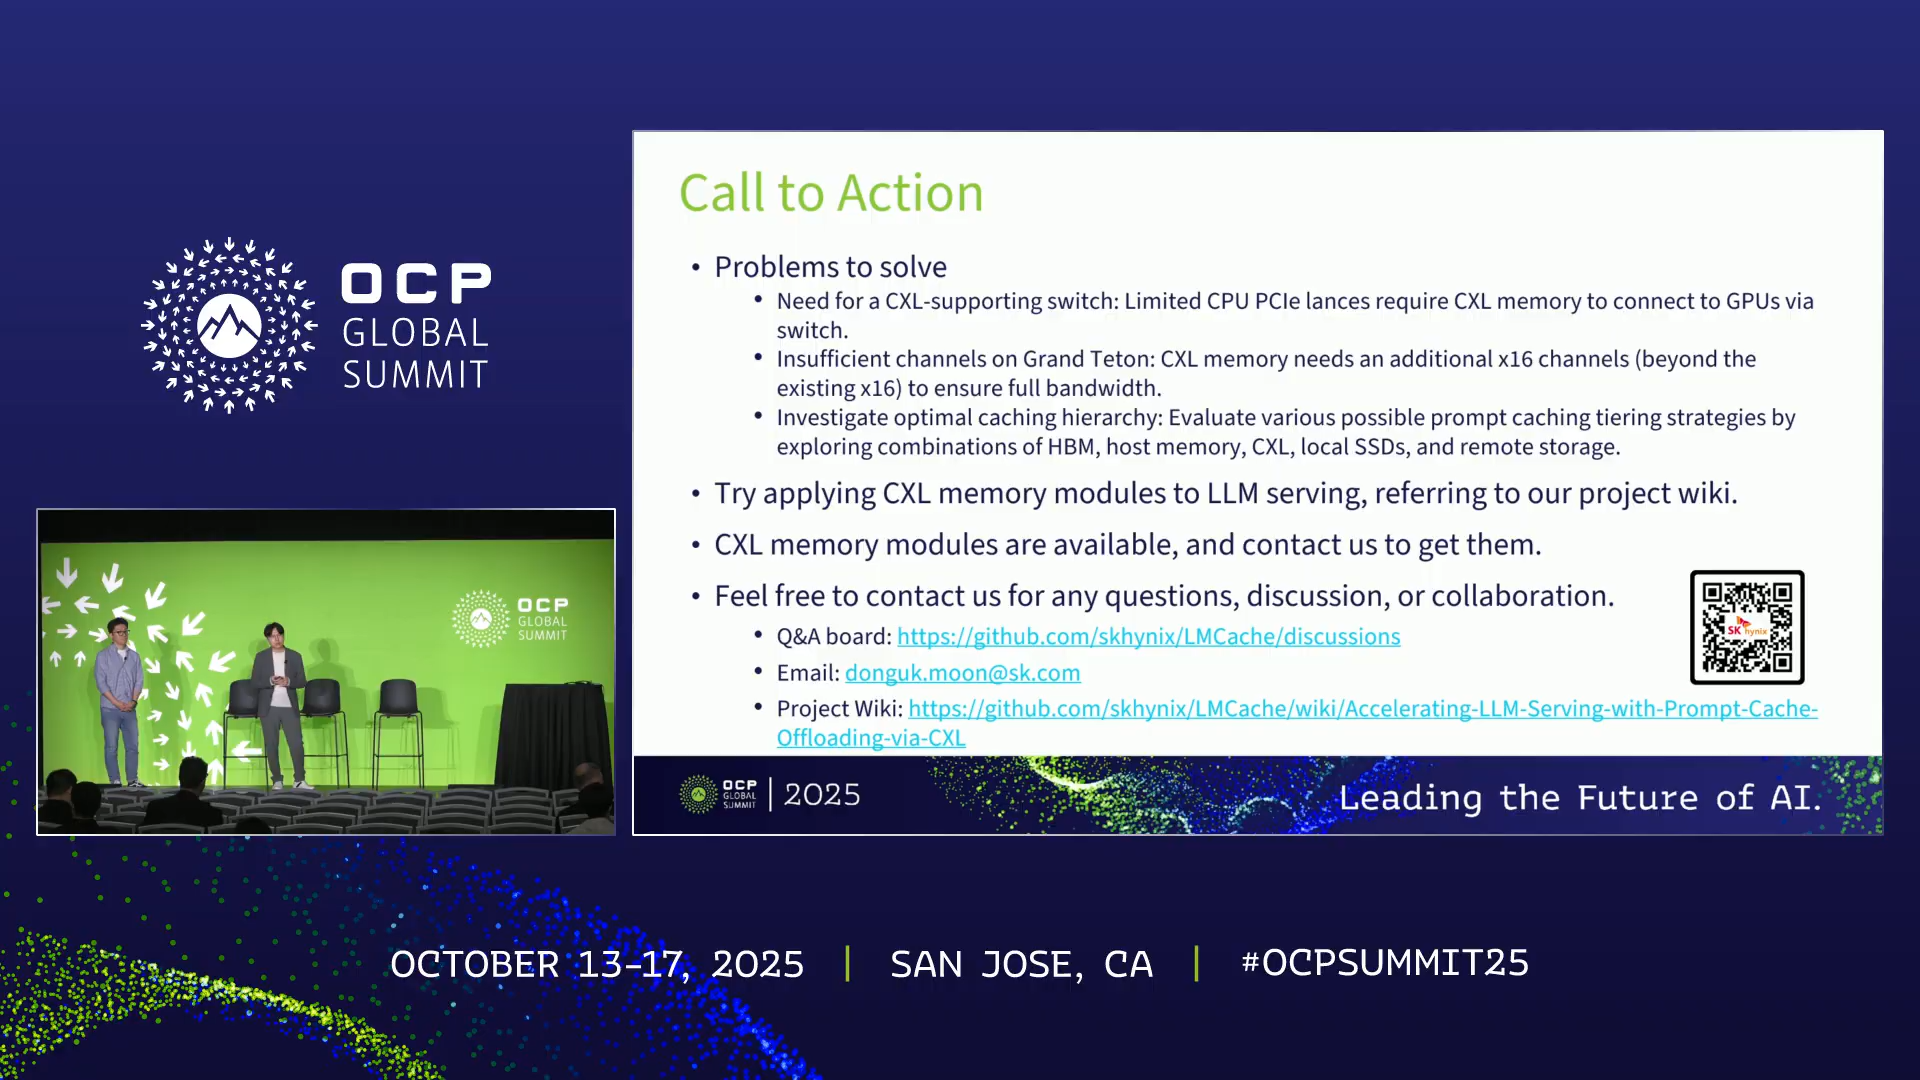 OCP
GLOBAL
SUMMIT
Call to Action
• Problems to solve
• Need for a CXL-supporting switch: Limited CPU PCIe lances require CXL memory to connect to GPUs via
switch.
• Insufficient channels on Grand Teton: CXL memory needs an additional x16 channels (beyond the
existing x16) to ensure full bandwidth.
• Investigate optimal caching hierarchy: Evaluate various possible prompt caching tiering strategies by
exploring combinations of HBM, host memory, CXL, local SSDs, and remote storage.
• Try applying CXL memory modules to LLM serving, referring to our project wiki.
• CXL memory modules are available, and contact us to get them.
• Feel free to contact us for any questions, discussion, or collaboration.
• Q&A board: https://github.com/skhynix/LMCache/discussions
• Email: donguk.moon@sk.com
• Project Wiki: https://github.com/skhynix/LMCache/wiki/Accelerating-LLM-Serving-with-Prompt-Cache-
Offloading-via-CXL
SK hynix
OCP
GLOBAL
SUMMIT
2025
Leading the Future of AI.
OCP
GLOBAL
SUMMIT
OCTOBER 13-17, 2025 | SAN JOSE, CA | #OCPSUMMIT25